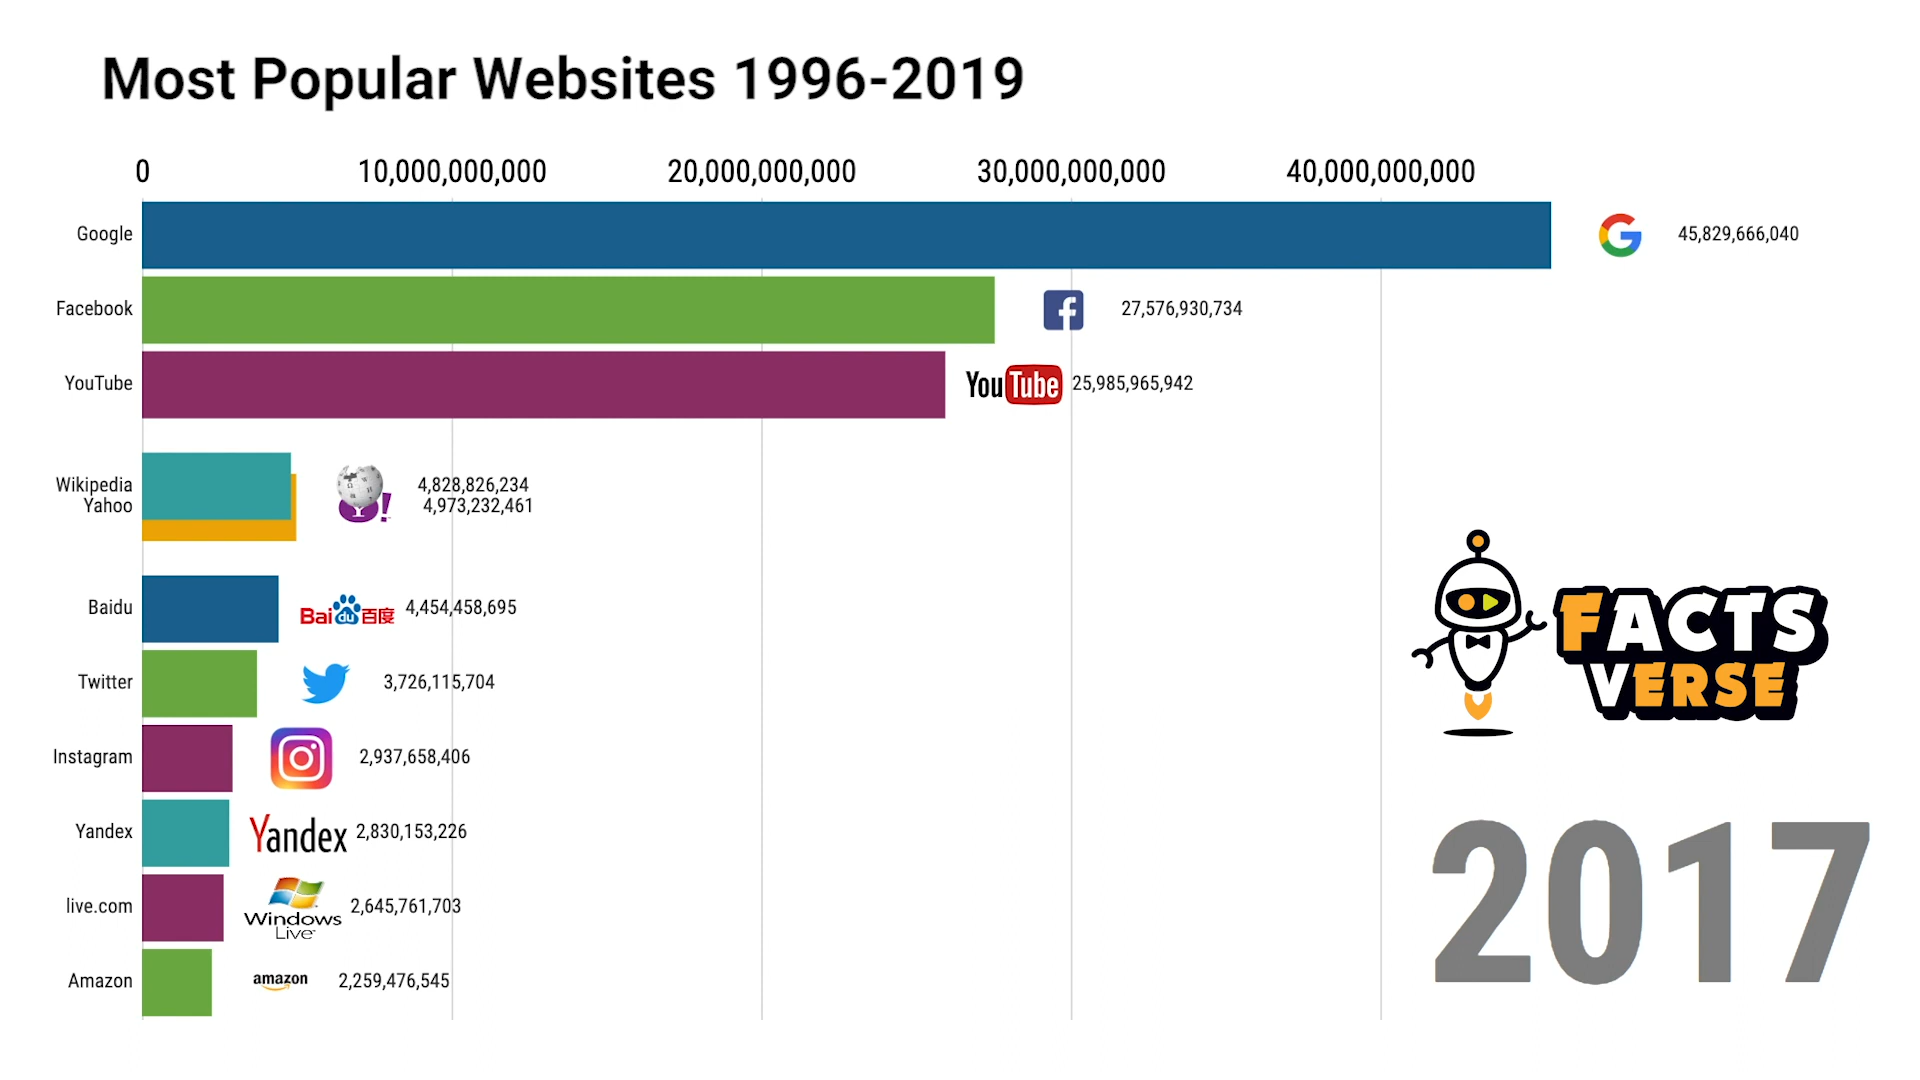 Most Popular Websites 1996-2019
0 10,000,000,000 20,000,000,000 30,000,000,000 40,000,000,000
Google G 45,829,666,040
Facebook f 27,576,930,734
YouTube YouTube 25,985,965,942
Wikipedia 4,828,826,234
Yahoo ! 4,973,232,461
Baidu Bai du 百度 4,454,458,695
Twitter 3,726,115,704
Instagram 2,937,658,406
Yandex Yandex 2,830,153,226
live.com Windows Live 2,645,761,703
Amazon amazon 2,259,476,545
FACTS
VERSE
2017